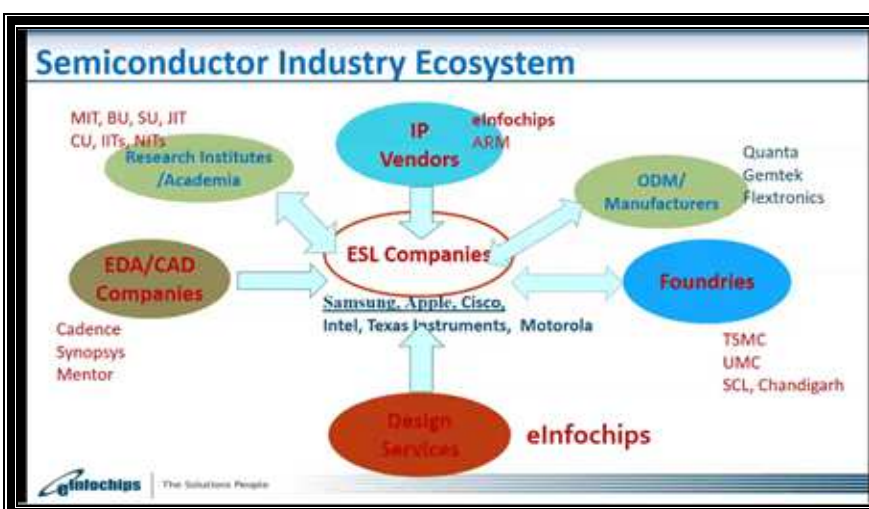 Semiconductor Industry Ecosystem
MIT, BU, SU, JIT
CU, IITs, NITs
Research Institutes
/Academia
IP
Vendors
eInfochips
ARM
ODM/
Manufacturers
Quanta
Gemtek
Flextronics
EDA/CAD
Companies
Cadence
Synopsys
Mentor
ESL Companies
Samsung, Apple, Cisco,
Intel, Texas Instruments, Motorola
Foundries
TSMC
UMC
SCL, Chandigarh
Design
Services
eInfochips
eInfochips
The Solutions People